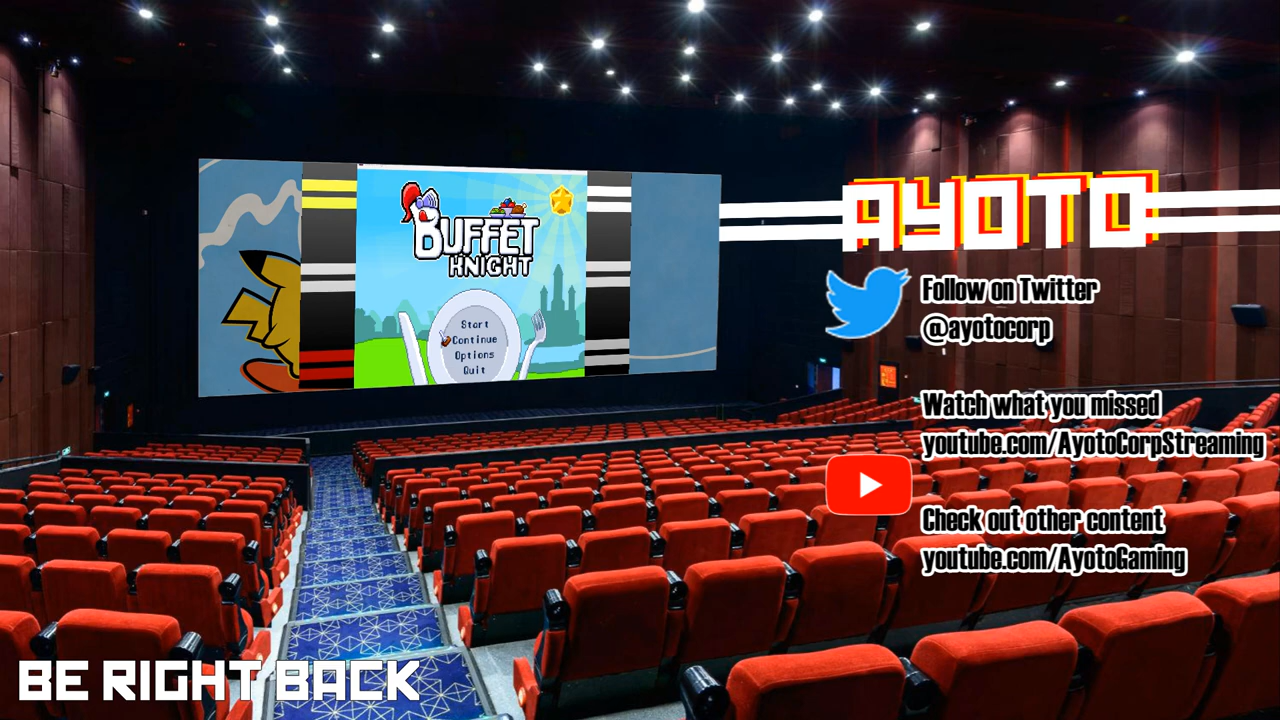 BUFFET
KNIGHT
Start
Continue
Options
Quit
AYOTO
Follow on Twitter
@ayotocorp
Watch what you missed
youtube.com/AyotoCorpStreaming
Check out other content
youtube.com/AyotoGaming
BE RIGHT BACK